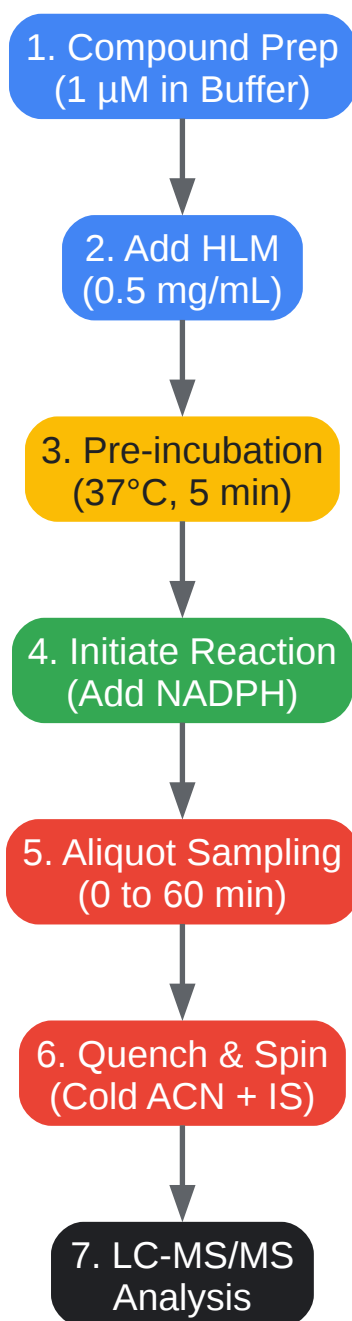 1. Compound Prep
(1 µM in Buffer)
2. Add HLM
(0.5 mg/mL)
3. Pre-incubation
(37°C, 5 min)
4. Initiate Reaction
(Add NADPH)
5. Aliquot Sampling
(0 to 60 min)
6. Quench & Spin
(Cold ACN + IS)
7. LC-MS/MS
Analysis